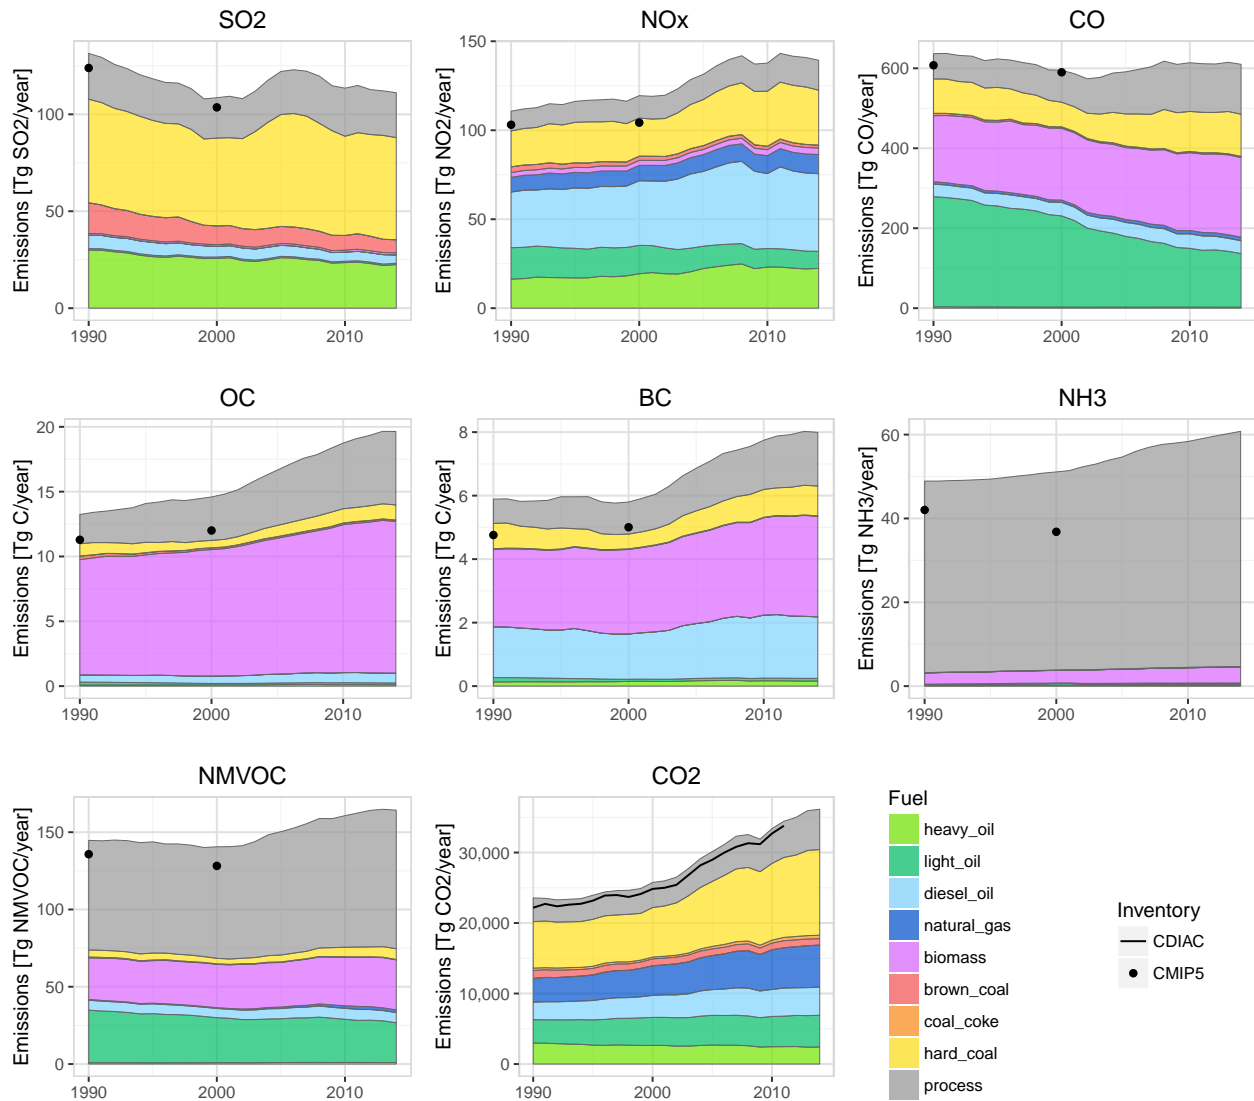 SO2
Emissions [Tg SO2/year]
100
50
0
1990
2000
2010
NOx
Emissions [Tg NO2/year]
150
100
50
0
1990
2000
2010
CO
Emissions [Tg CO/year]
600
400
200
0
1990
2000
2010
OC
Emissions [Tg C/year]
20
15
10
5
0
1990
2000
2010
BC
Emissions [Tg C/year]
8
6
4
2
0
1990
2000
2010
NH3
Emissions [Tg NH3/year]
60
40
20
0
1990
2000
2010
NMVOC
Emissions [Tg NMVOC/year]
150
100
50
0
1990
2000
2010
CO2
Emissions [Tg CO2/year]
30,000
20,000
10,000
0
1990
2000
2010
Fuel
heavy_oil
light_oil
diesel_oil
natural_gas
biomass
brown_coal
coal_coke
hard_coal
process
Inventory
CDIAC
CMIP5